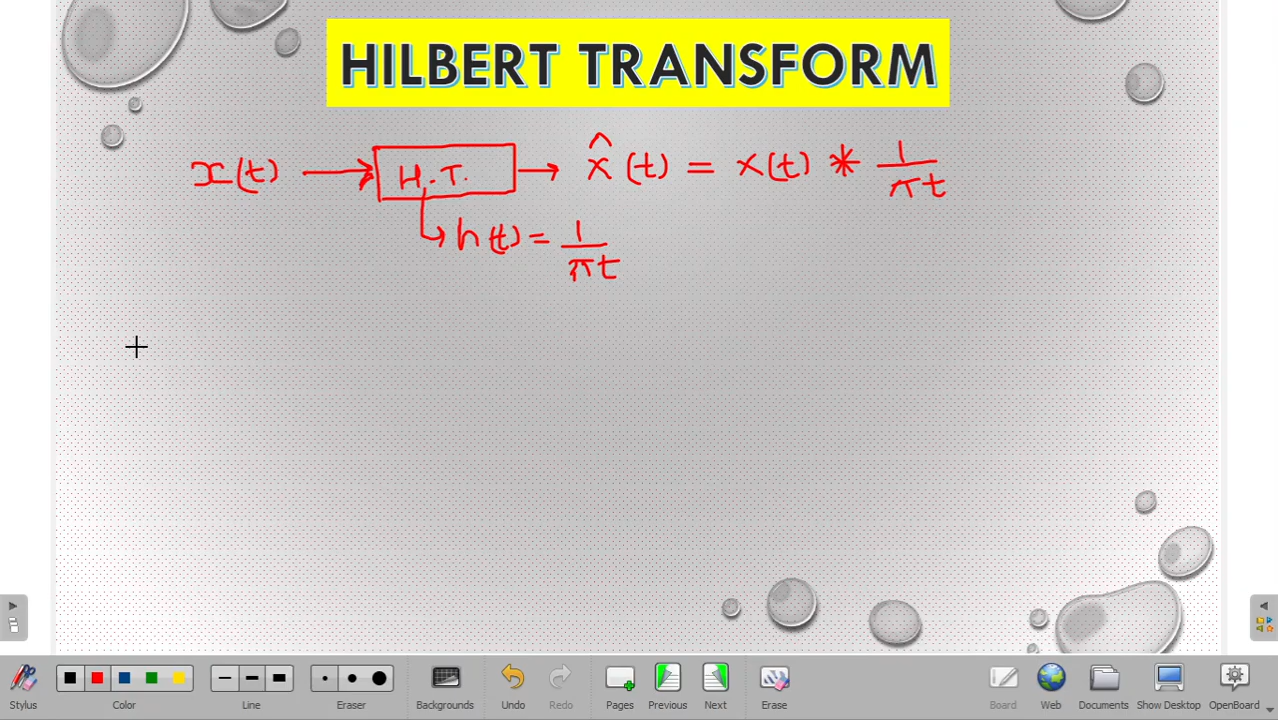 HILBERT TRANSFORM
x(t) → H.T. → x̂(t) = x(t) * 1/πt
h(t) = 1/πt
Stylus Color Line Eraser Backgrounds Undo Redo Pages Previous Next Erase Board Web Documents Show Desktop OpenBoard